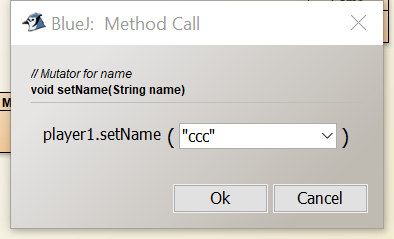 BlueJ: Method Call
// Mutator for name
void setName(String name)
player1.setName ( "ccc" )
Ok Cancel